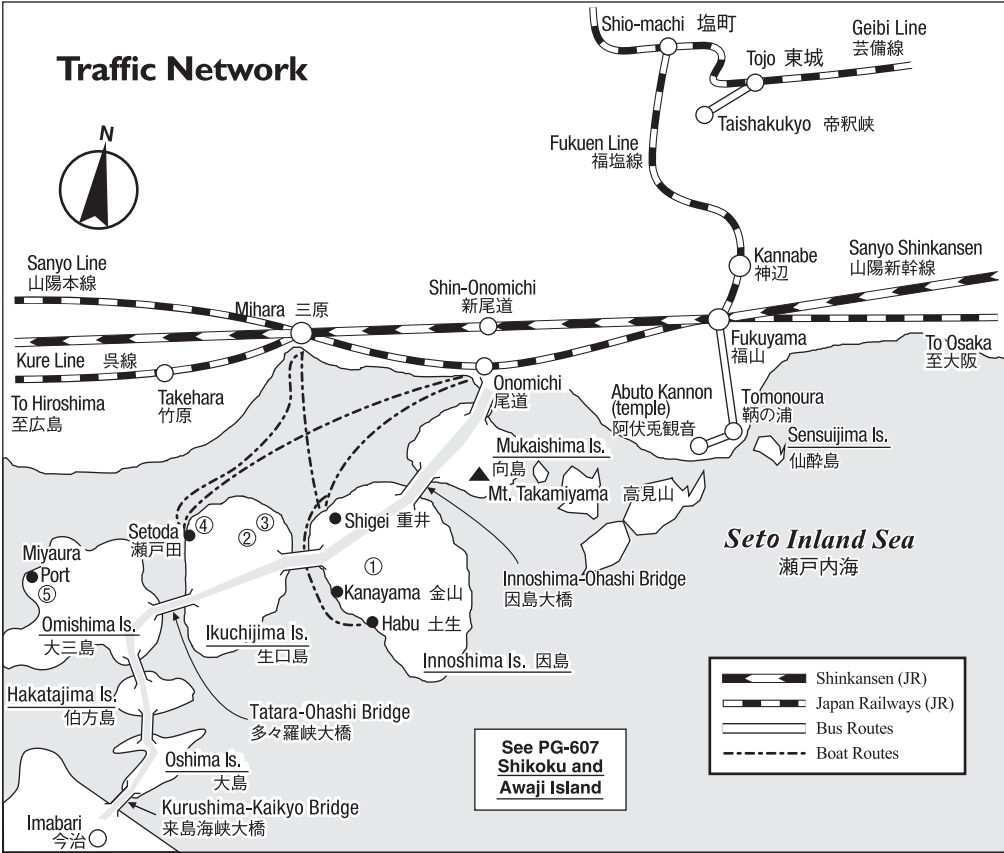 Traffic Network
N
Shio-machi 塩町
Geibi Line
芸備線
Tojo 東城
Taishakukyo 帝釈峡
Fukuen Line
福塩線
Kannabe
神辺
Sanyo Shinkansen
山陽新幹線
Sanyo Line
山陽本線
Shin-Onomichi
新尾道
Mihara 三原
Kure Line 呉線
Fukuyama
福山
To Osaka
至大阪
To Hiroshima
至広島
Takehara
竹原
Onomichi
尾道
Abuto Kannon
(temple)
阿伏兎観音
Tomonoura
鞆の浦
Sensuijima Is.
仙酔島
Mukaishima Is.
向島
Mt. Takamiyama 高見山
Setoda
瀬戸田
④
③
②
Shigei 重井
Seto Inland Sea
瀬戸内海
Miyaura
Port
⑤
①
Kanayama 金山
Innoshima-Ohashi Bridge
因島大橋
Omishima Is.
大三島
Ikuchijima Is.
生口島
Habu 土生
Innoshima Is. 因島
Hakatajima Is.
伯方島
Tatara-Ohashi Bridge
多々羅峡大橋
Shinkansen (JR)
Japan Railways (JR)
Bus Routes
Boat Routes
See PG-607
Shikoku and
Awaji Island
Oshima Is.
大島
Kurushima-Kaikyo Bridge
来島海峡大橋
Imabari
今治